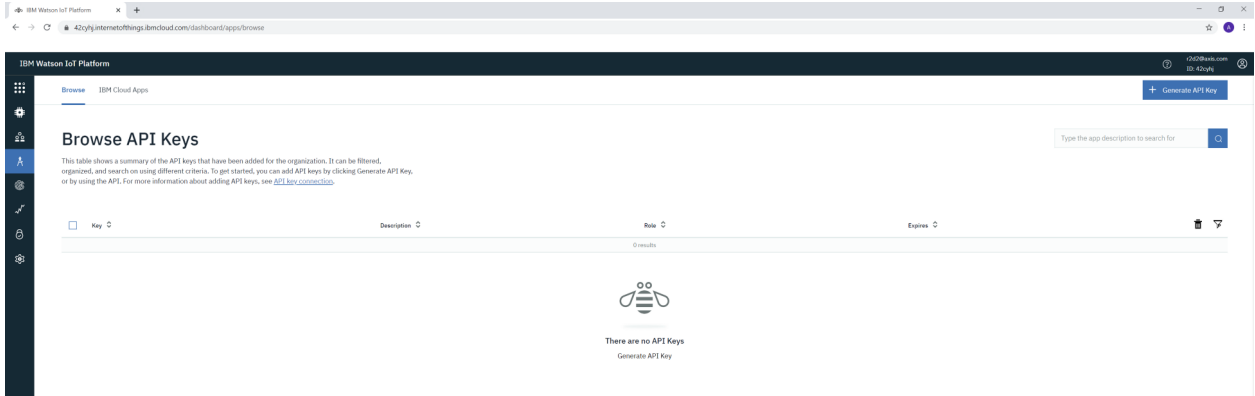 IBM Watson IoT Platform
42cyhj.internetofthings.ibmcloud.com/dashboard/apps/browse
A
IBM Watson IoT Platform
r2d2@axis.com
ID: 42cyhj
Browse IBM Cloud Apps
+ Generate API Key
Browse API Keys
Type the app description to search for
This table shows a summary of the API keys that have been added for the organization. It can be filtered,
organized, and search on using different criteria. To get started, you can add API keys by clicking Generate API Key,
or by using the API. For more information about adding API keys, see API key connection.
Key Description Role Expires
0 results
There are no API Keys
Generate API Key